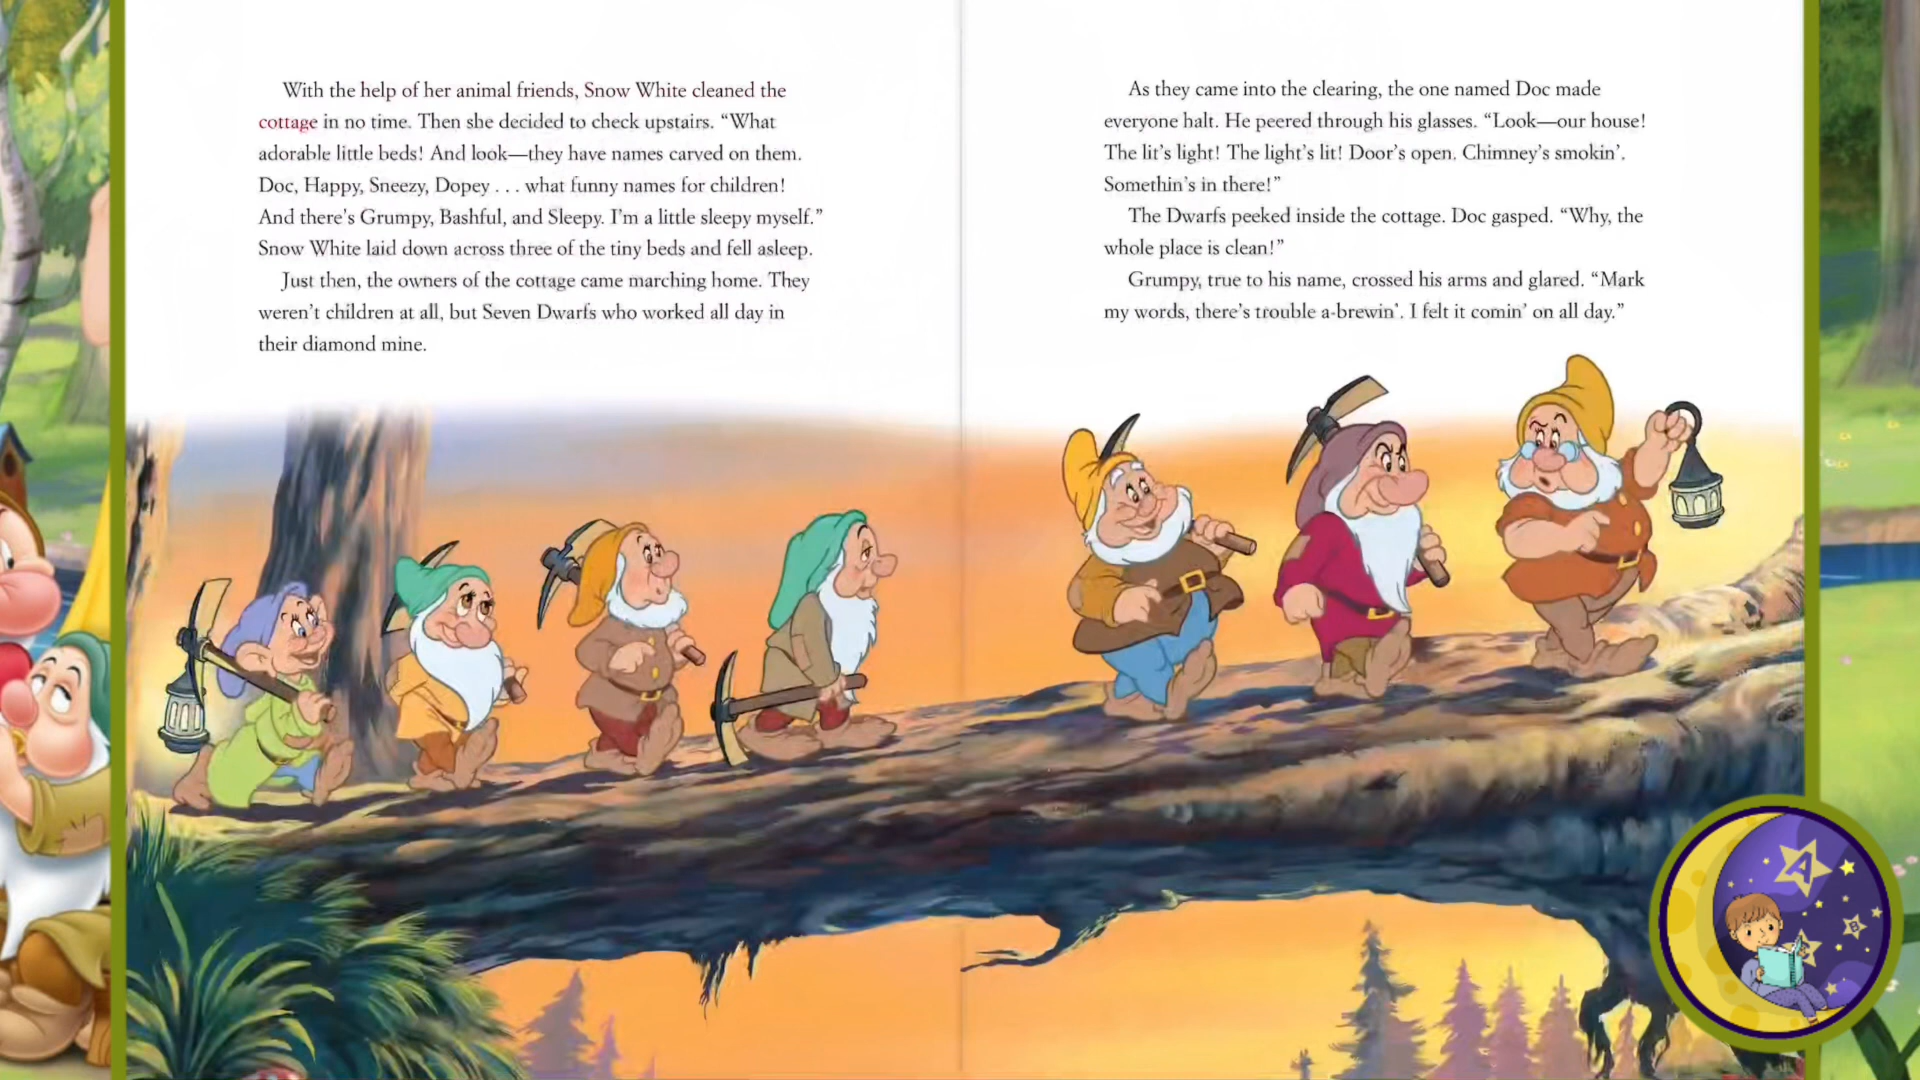 With the help of her animal friends, Snow White cleaned the
cottage in no time. Then she decided to check upstairs. “What
adorable little beds! And look—they have names carved on them.
Doc, Happy, Sneezy, Dopey . . . what funny names for children!
And there's Grumpy, Bashful, and Sleepy. I’m a little sleepy myself.”
Snow White laid down across three of the tiny beds and fell asleep.
Just then, the owners of the cottage came marching home. They
weren’t children at all, but Seven Dwarfs who worked all day in
their diamond mine.
As they came into the clearing, the one named Doc made
everyone halt. He peered through his glasses. “Look—our house!
The lit’s light! The light’s lit! Door’s open. Chimney’s smokin’.
Somethin’s in there!”
The Dwarfs peeked inside the cottage. Doc gasped. “Why, the
whole place is clean!”
Grumpy, true to his name, crossed his arms and glared. “Mark
my words, there’s trouble a-brewin’. I felt it comin’ on all day.”
A
B